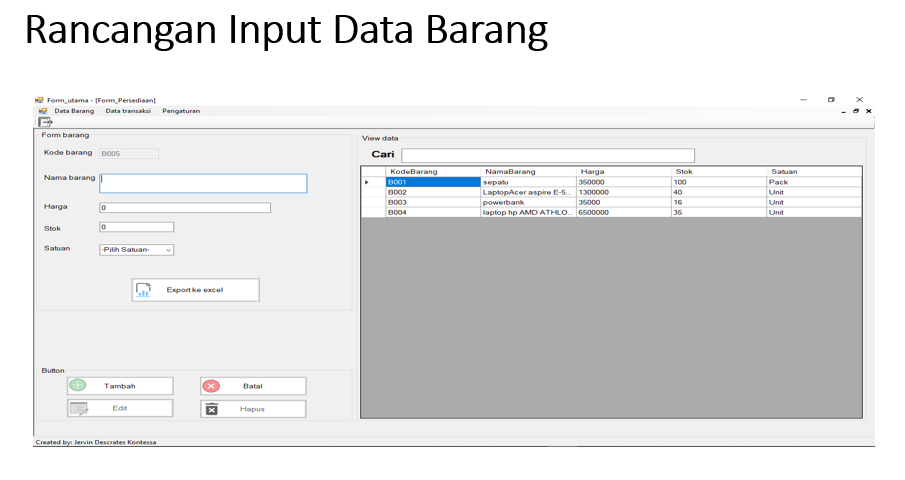 Rancangan Input Data Barang
Form_utama - [Form_Persediaan]
Data Barang Data transaksi Pengaturan
Form barang
Kode barang B005
Nama barang
Harga 0
Stok 0
Satuan -Pilih Satuan-
Export ke excel
Button
Tambah Batal
Edit Hapus
View data
Cari
KodeBarang NamaBarang Harga Stok Satuan
B001 sepatu 350000 100 Pack
B002 LaptopAcer aspire E-5... 1300000 40 Unit
B003 powerbank 35000 16 Unit
B004 laptop hp AMD ATHLO... 6500000 35 Unit
Created by: Jervin Descrates Kontessa